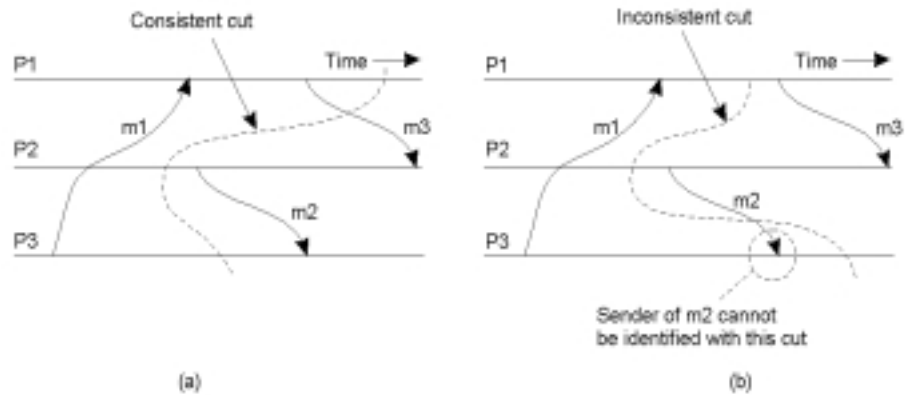 Consistent cut
P1
Time
m1
m3
P2
m2
P3
(a)
Inconsistent cut
P1
Time
m1
m3
P2
m2
P3
Sender of m2 cannot
be identified with this cut
(b)